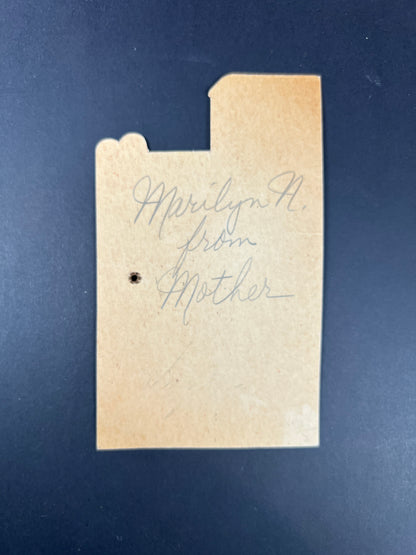 Marilyn N.
from
Mother